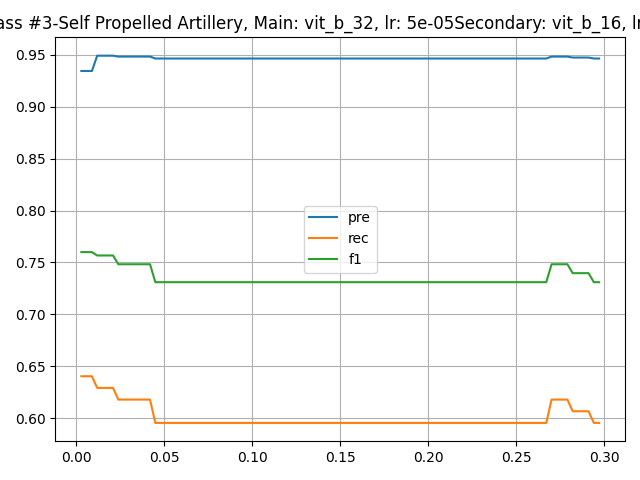 ass #3-Self Propelled Artillery, Main: vit_b_32, lr: 5e-05Secondary: vit_b_16, lr
0.95
0.90
0.85
0.80
0.75
0.70
0.65
0.60
pre
rec
f1
0.00 0.05 0.10 0.15 0.20 0.25 0.30